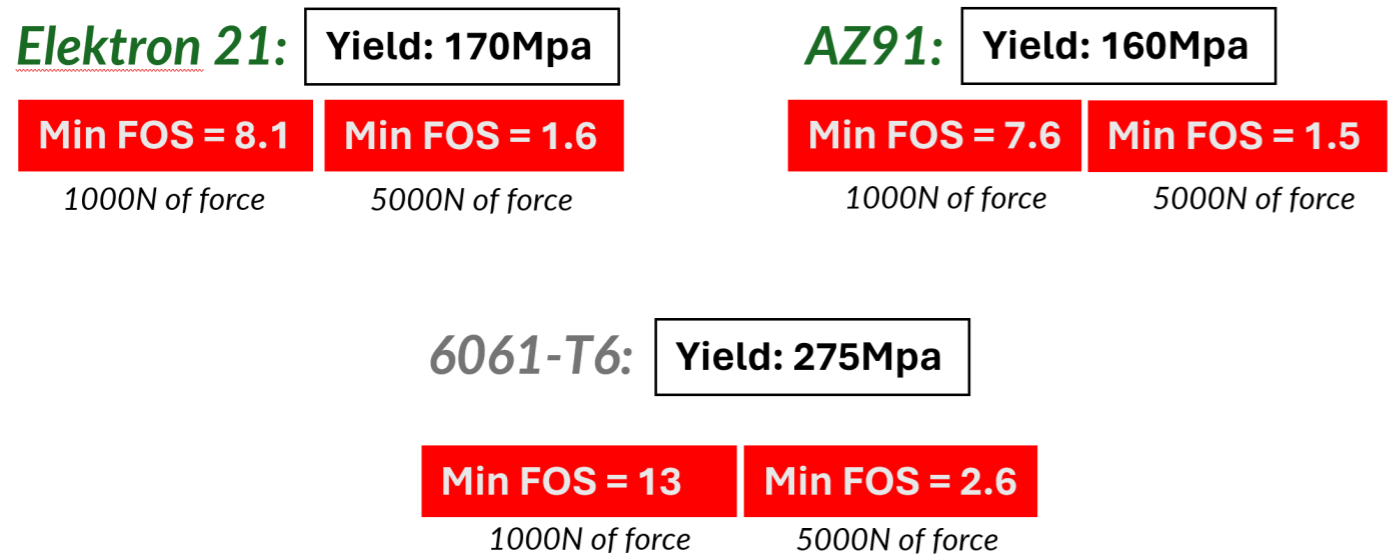 Elektron 21: Yield: 170Mpa
Min FOS = 8.1 Min FOS = 1.6
1000N of force 5000N of force
AZ91: Yield: 160Mpa
Min FOS = 7.6 Min FOS = 1.5
1000N of force 5000N of force
6061-T6: Yield: 275Mpa
Min FOS = 13 Min FOS = 2.6
1000N of force 5000N of force